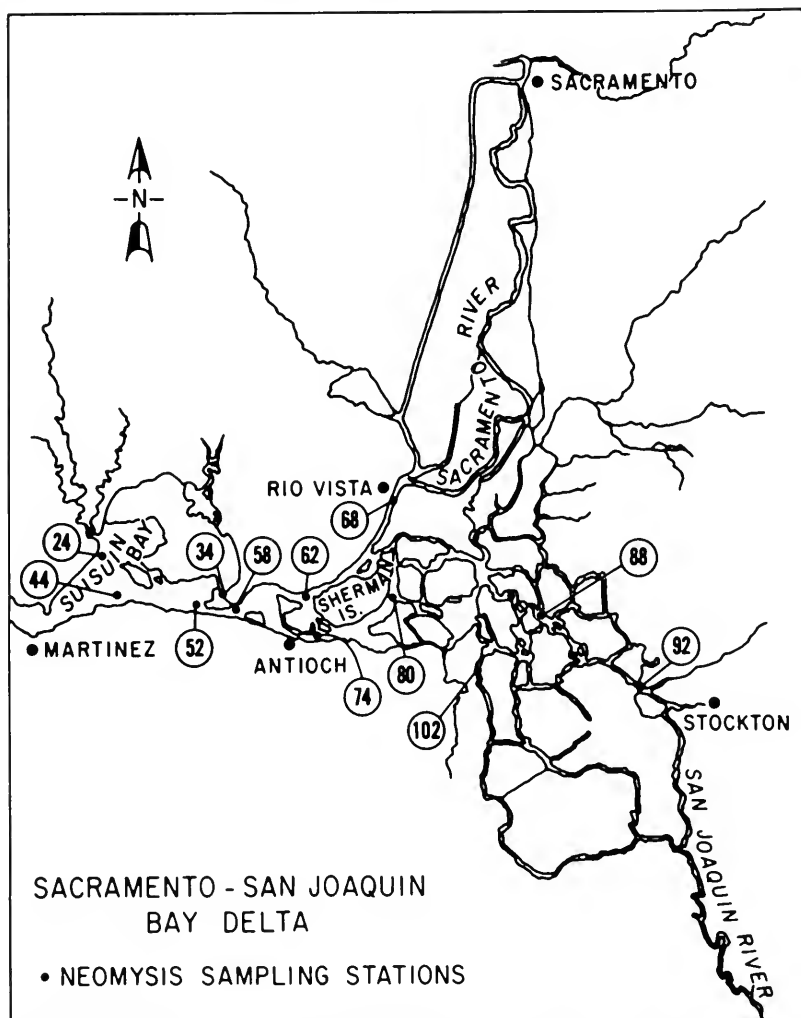 SACRAMENTO
N
SACRAMENTO RIVER
RIO VISTA
68
24
SUISUIN BAY
34
58
62
88
44
SHERMAN IS.
52
92
MARTINEZ
ANTIOCH
74
80
102
STOCKTON
SAN JOAQUIN RIVER
SACRAMENTO - SAN JOAQUIN
BAY DELTA
• NEOMYSIS SAMPLING STATIONS